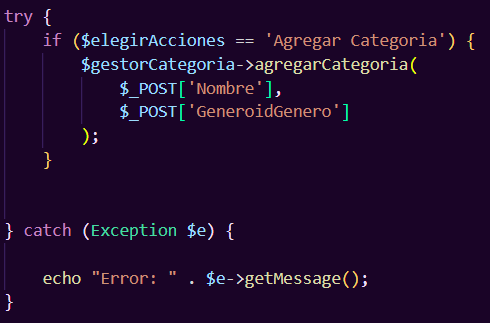 try {
    if ($elegirAcciones == 'Agregar Categoria') {
        $gestorCategoria->agregarCategoria(
            $_POST['Nombre'],
            $_POST['GeneroidGenero']
        );
    }
} catch (Exception $e) {
    echo "Error: " . $e->getMessage();
}